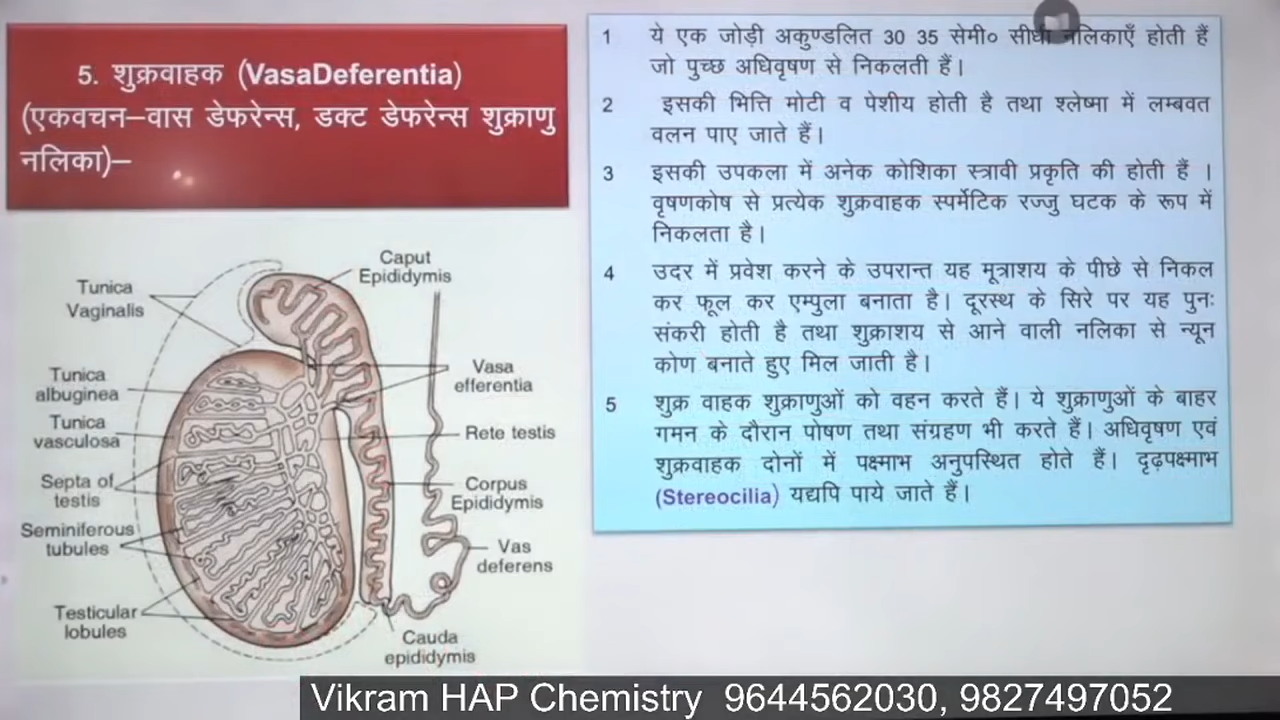 5. शुक्रवाहक (VasaDeferentia)
(एकवचन–वास डेफरेन्स, डक्ट डेफरेन्स शुक्राणु
नलिका)–
1 ये एक जोड़ी अकुण्डलित 30 35 सेमी० सीधी नलिकाएँ होती हैं
जो पुच्छ अधिवृषण से निकलती हैं।
2 इसकी भित्ति मोटी व पेशीय होती है तथा श्लेष्मा में लम्बवत
वलन पाए जाते हैं।
3 इसकी उपकला में अनेक कोशिका स्त्रावी प्रकृति की होती हैं ।
वृषणकोष से प्रत्येक शुक्रवाहक स्पर्मेटिक रज्जु घटक के रूप में
निकलता है।
4 उदर में प्रवेश करने के उपरान्त यह मूत्राशय के पीछे से निकल
कर फूल कर एम्पुला बनाता है। दूरस्थ के सिरे पर यह पुनः
संकरी होती है तथा शुक्राशय से आने वाली नलिका से न्यून
कोण बनाते हुए मिल जाती है।
5 शुक्र वाहक शुक्राणुओं को वहन करते हैं। ये शुक्राणुओं के बाहर
गमन के दौरान पोषण तथा संग्रहण भी करते हैं। अधिवृषण एवं
शुक्रवाहक दोनों में पक्ष्माभ अनुपस्थित होते हैं। दृढ़पक्ष्माभ
(Stereocilia) यद्यपि पाये जाते हैं।
Caput
Epididymis
Tunica
Vaginalis
Vasa
efferentia
Tunica
albuginea
Tunica
vasculosa
Rete testis
Septa of
testis
Corpus
Epididymis
Seminiferous
tubules
Vas
deferens
Testicular
lobules
Cauda
epididymis
Vikram HAP Chemistry 9644562030, 9827497052